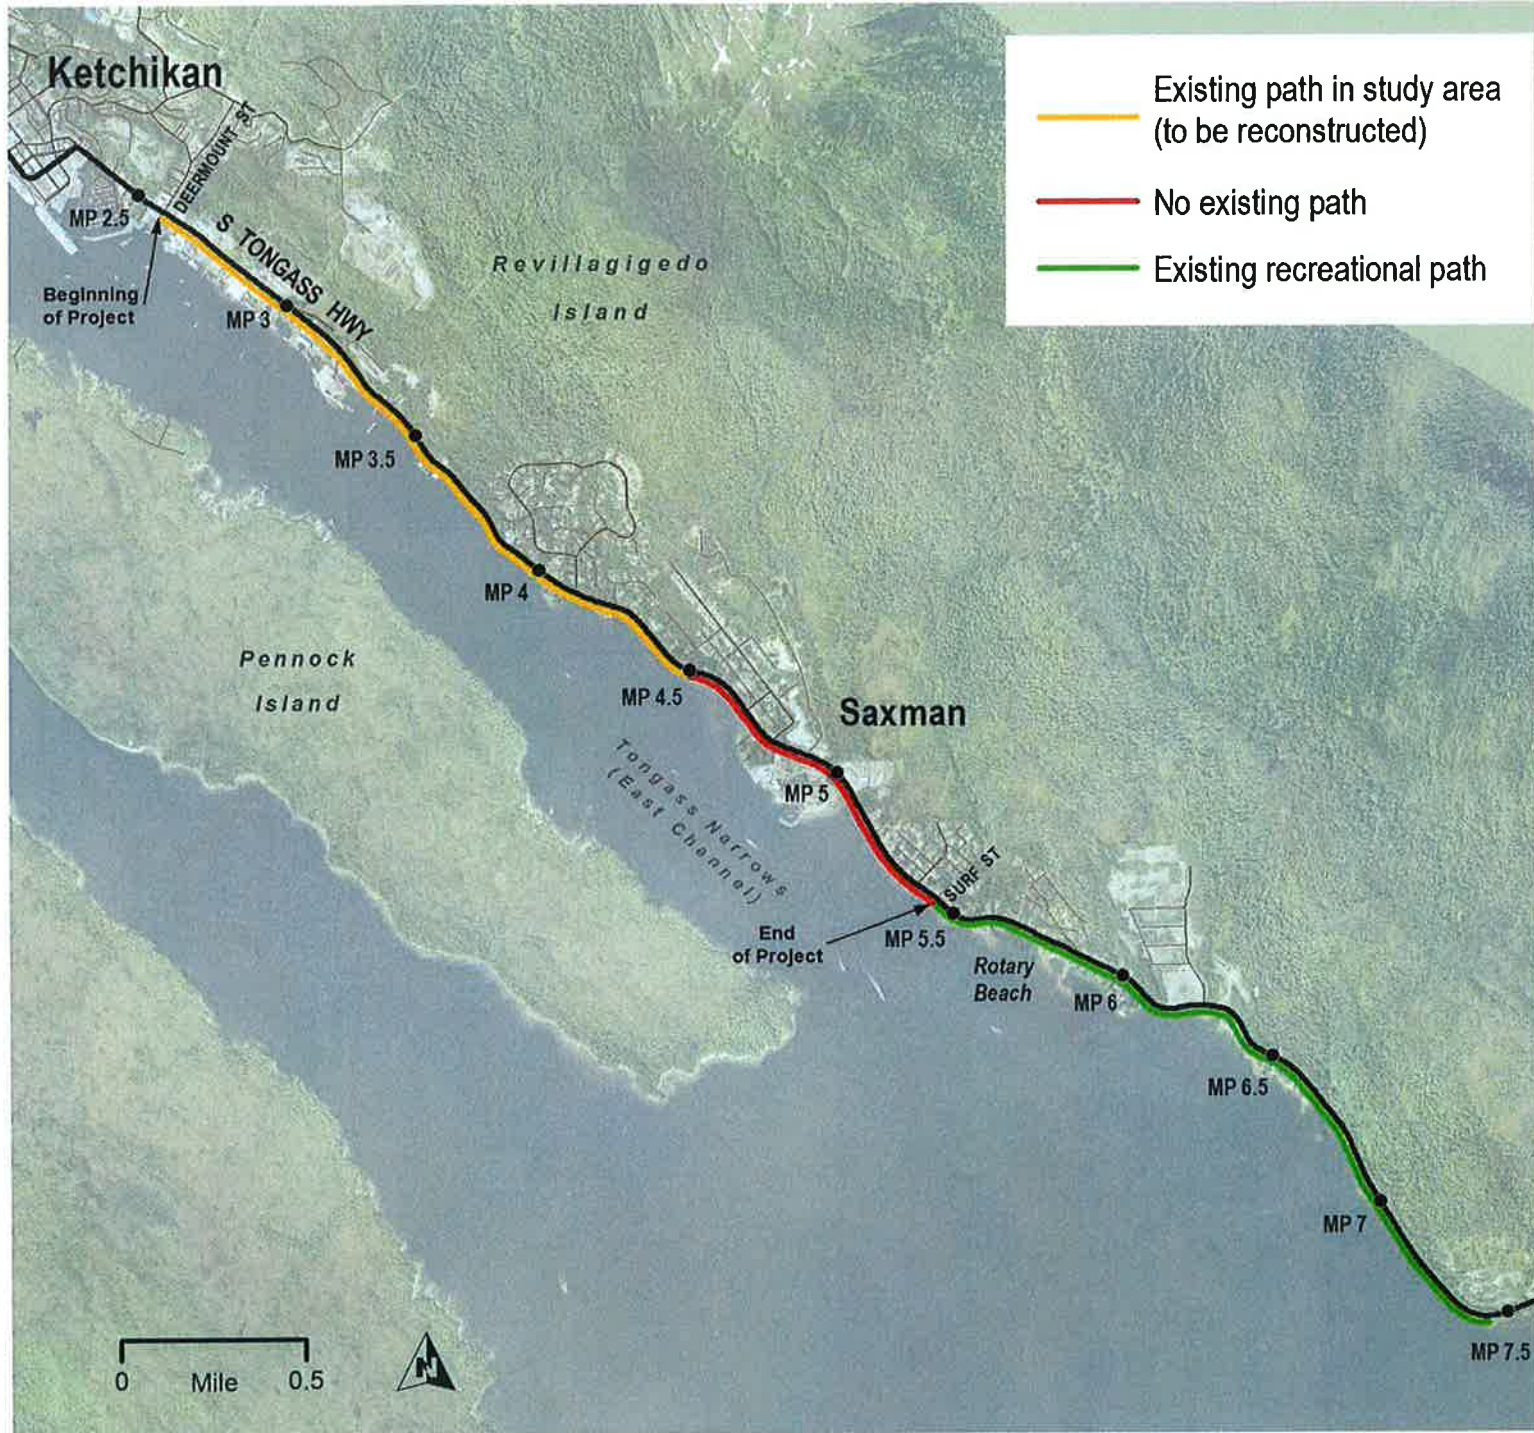 Ketchikan
Existing path in study area
(to be reconstructed)
No existing path
Existing recreational path
DEERMOUNT ST
MP 2.5
S TONGASS HWY
Beginning
of Project
MP 3
Revillagigedo
Island
MP 3.5
MP 4
Pennock
Island
MP 4.5
Saxman
Tongass Narrows
(East Channel)
MP 5
SURF ST
End
of Project
MP 5.5
Rotary
Beach
MP 6
MP 6.5
MP 7
MP 7.5
0 Mile 0.5
N